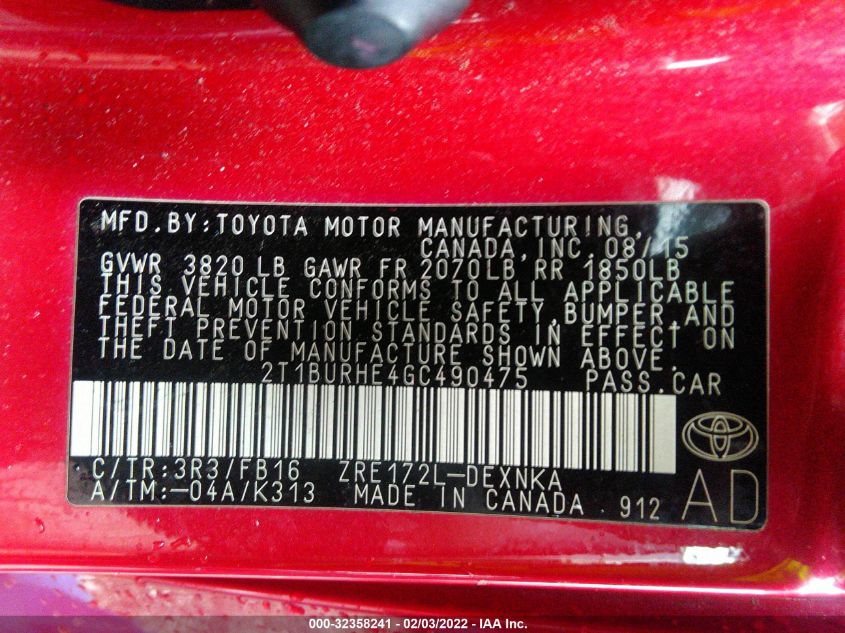 MFD.BY:TOYOTA MOTOR MANUFACTURING,
CANADA,INC. 08/15
GVWR 3820 LB GAWR FR 2070LB RR 1850LB
THIS VEHICLE CONFORMS TO ALL APPLICABLE
FEDERAL MOTOR VEHICLE SAFETY,BUMPER,AND
THEFT PREVENTION STANDARDS IN EFFECT ON
THE DATE OF MANUFACTURE SHOWN ABOVE.
2T1BURHE4GC490475 PASS.CAR
C/TR:3R3/FB16 ZRE172L-DEXNKA
A/TM:-04A/K313 MADE IN CANADA 912 AD
000-32358241 - 02/03/2022 - IAA Inc.